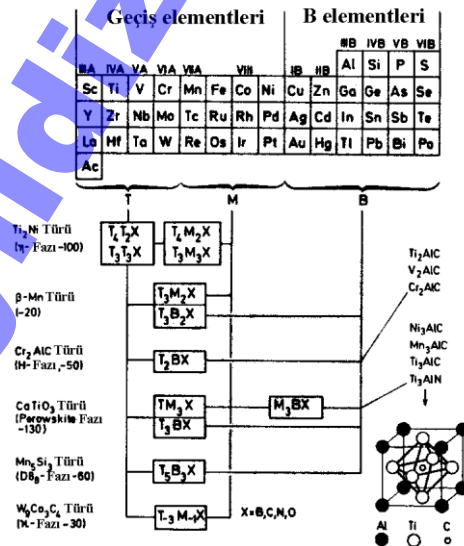 Geçiş elementleri B elementleri
IIIB IVB VB VIB
Al Si P S
IIIA IVA VA VIA VIIA VIII IB IIB
Sc Ti V Cr Mn Fe Co Ni Cu Zn Ga Ge As Se
Y Zr Nb Mo Tc Ru Rh Pd Ag Cd In Sn Sb Te
La Hf Ta W Re Os Ir Pt Au Hg Tl Pb Bi Po
Ac
T M B
Ti₂Ni Türü
(η- Fazı -100)
T₄T₂X
T₃T₃X
T₄M₂X
T₃M₃X
β-Mn Türü
(-20)
T₃M₂X
T₃B₂X
Ti₂AlC
V₂AlC
Cr₂AlC
Cr₂AlC Türü
(H- Fazı,-50)
T₂BX
Ni₃AlC
Mn₃AlC
Ti₃AlC
Ti₃AlN
CaTiO₃ Türü
(Perowskite Fazı
-130)
TM₃X
T₃BX
M₃BX
Mn₅Si₃ Türü
(D8₈- Fazı-60)
T₅B₃X
W₉Co₃C₄ Türü
(κ- Fazı -30)
T₋₃M₋₁X
X=B,C,N,O
Al Ti C